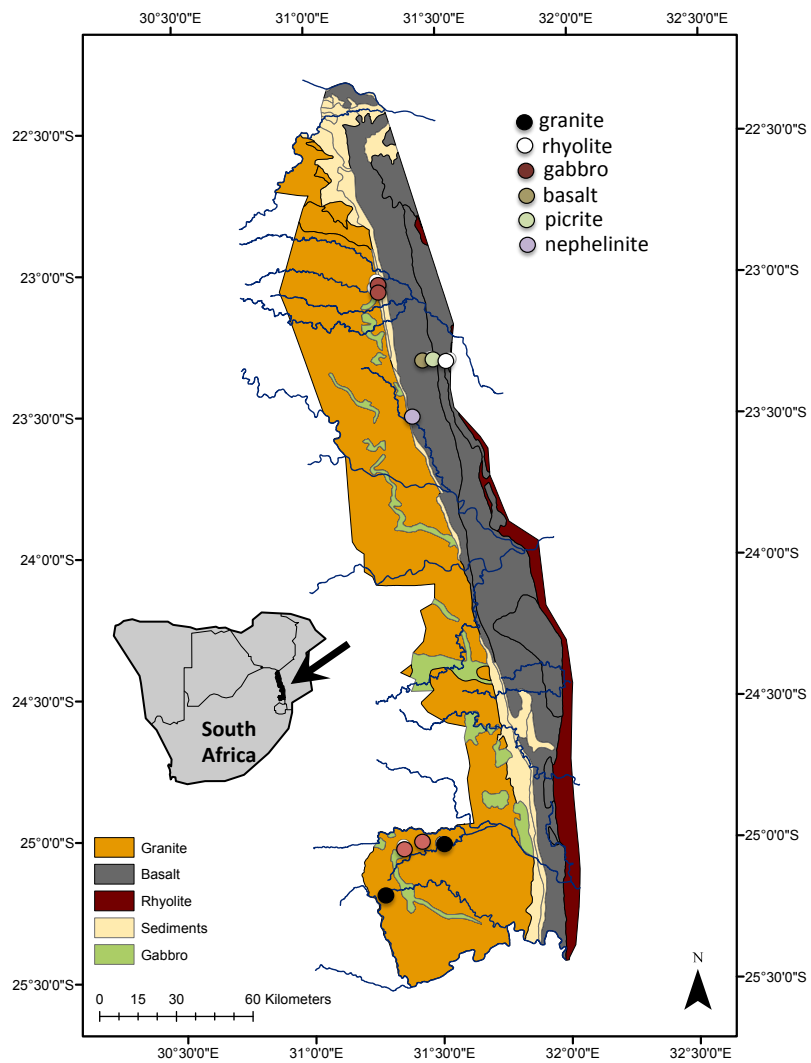 30°30'0"E 31°0'0"E 31°30'0"E 32°0'0"E 32°30'0"E
granite
rhyolite
gabbro
basalt
picrite
nephelinite
22°30'0"S 22°30'0"S
23°0'0"S 23°0'0"S
23°30'0"S 23°30'0"S
24°0'0"S 24°0'0"S
24°30'0"S 24°30'0"S
25°0'0"S 25°0'0"S
25°30'0"S 25°30'0"S
South
Africa
Granite
Basalt
Rhyolite
Sediments
Gabbro
0 15 30 60 Kilometers
N
30°30'0"E 31°0'0"E 31°30'0"E 32°0'0"E 32°30'0"E